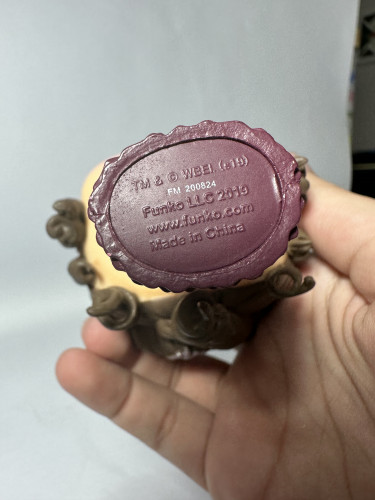 TM & © WBEI (s19)
FM 200824
Funko LLC 2019
www.funko.com
Made in China